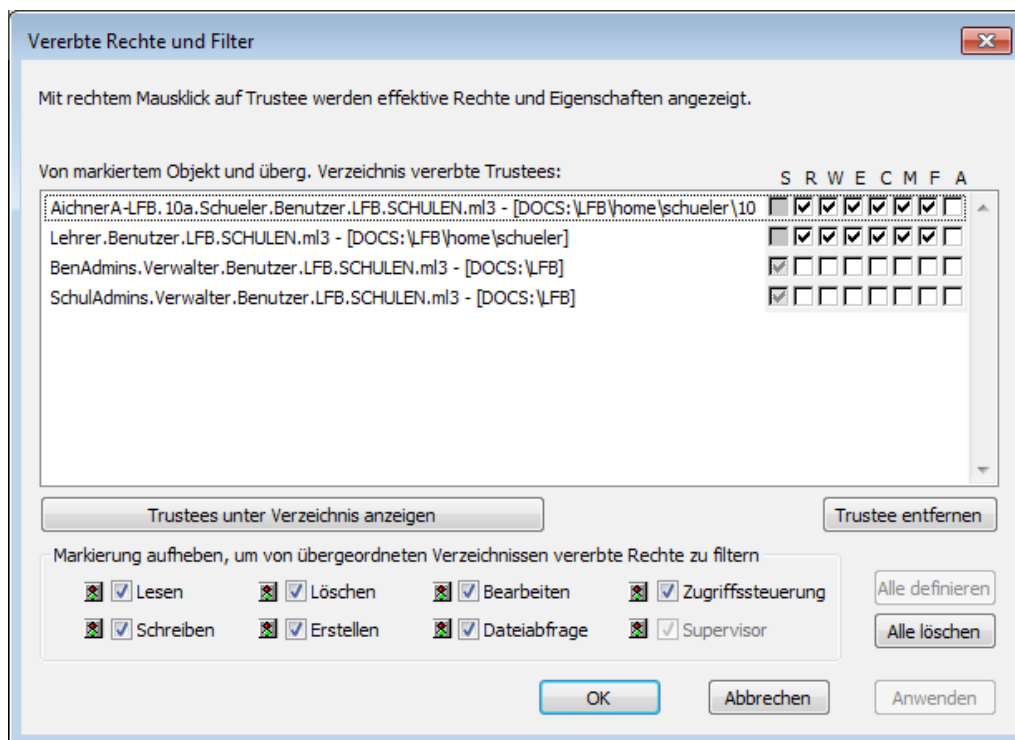 Vererbte Rechte und Filter
Mit rechtem Mausklick auf Trustee werden effektive Rechte und Eigenschaften angezeigt.
Von markiertem Objekt und überg. Verzeichnis vererbte Trustees: S R W E C M F A
AichnerA-LFB.10a.Schueler.Benutzer.LFB.SCHULEN.ml3 - [DOCS:\LFB\home\schueler\10
Lehrer.Benutzer.LFB.SCHULEN.ml3 - [DOCS:\LFB\home\schueler]
BenAdmins.Verwalter.Benutzer.LFB.SCHULEN.ml3 - [DOCS:\LFB]
SchulAdmins.Verwalter.Benutzer.LFB.SCHULEN.ml3 - [DOCS:\LFB]
Trustees unter Verzeichnis anzeigen Trustee entfernen
Markierung aufheben, um von übergeordneten Verzeichnissen vererbte Rechte zu filtern
Lesen Löschen Bearbeiten Zugriffssteuerung Alle definieren
Schreiben Erstellen Dateiabfrage Supervisor Alle löschen
OK Abbrechen Anwenden